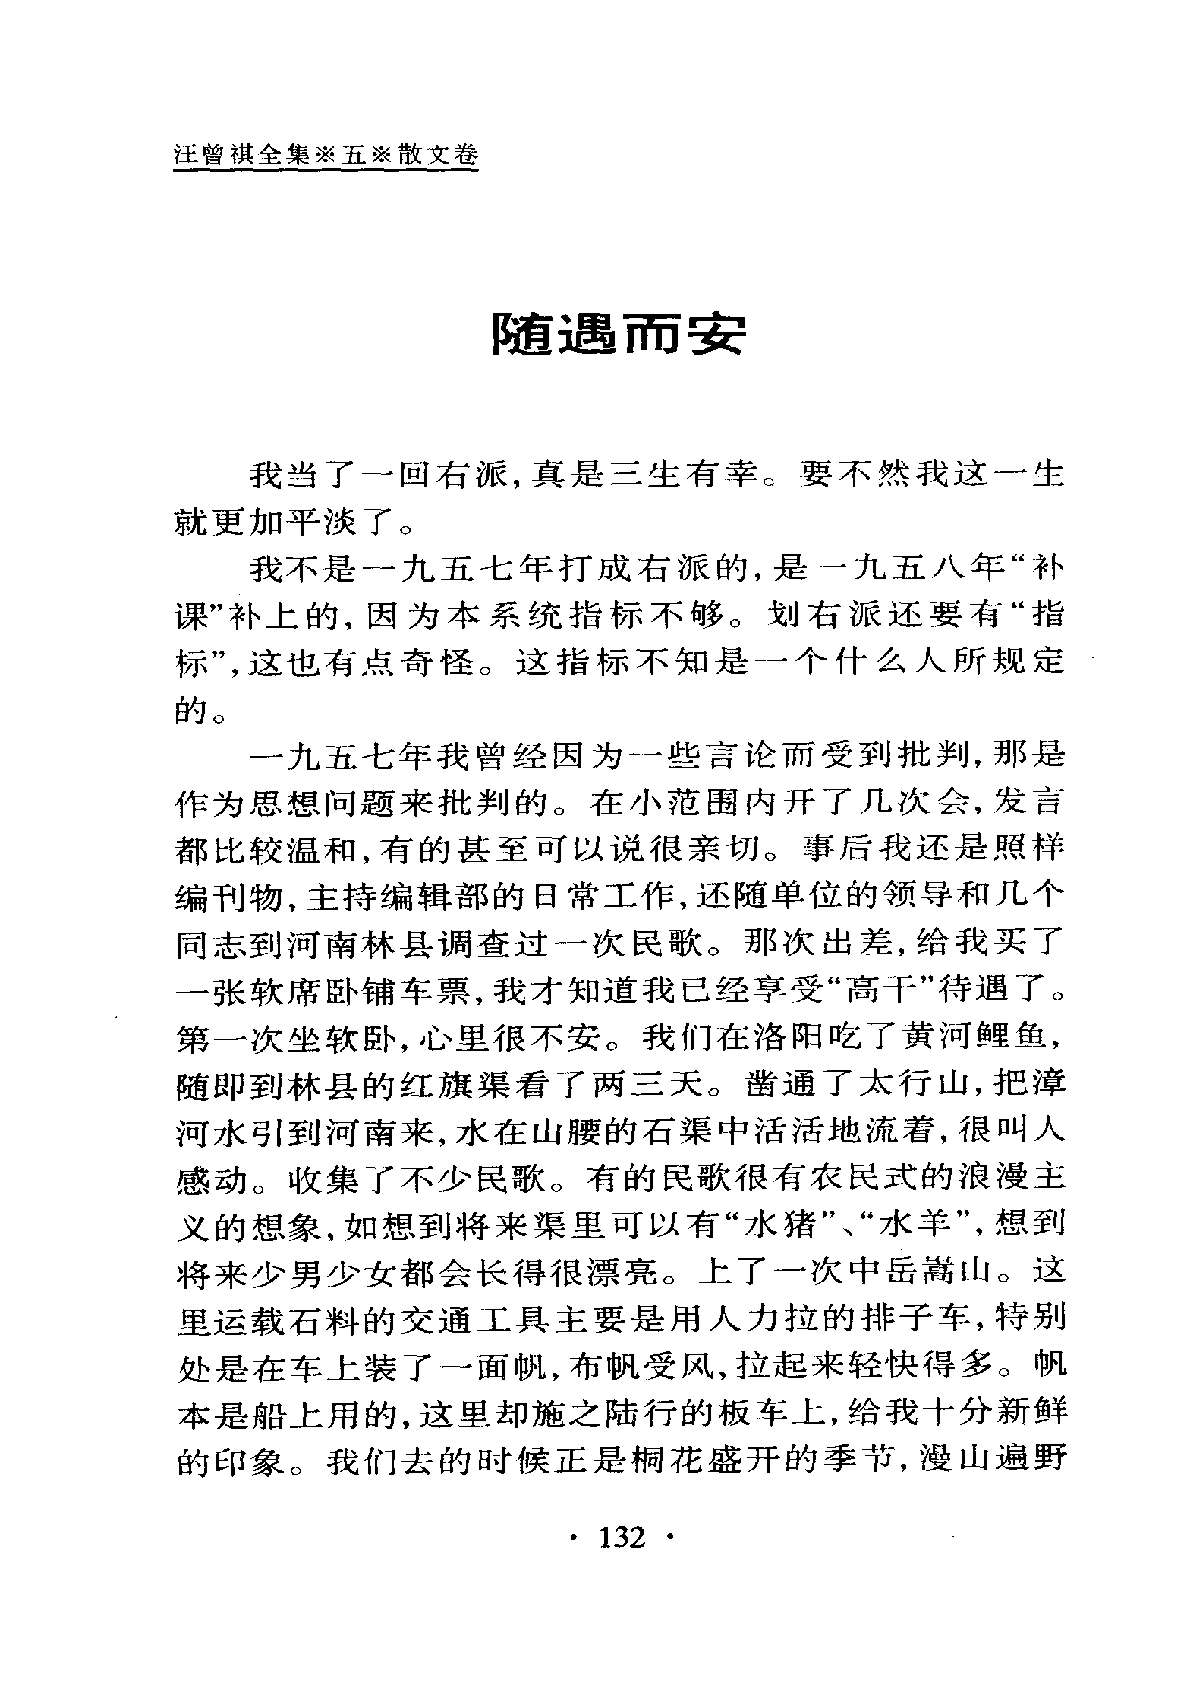 汪曾祺全集※五※散文卷
随遇而安
我当了一回右派,真是三生有幸。要不然我这一生
就更加平淡了。
我不是一九五七年打成右派的,是一九五八年“补
课”补上的,因为本系统指标不够。划右派还要有“指
标”,这也有点奇怪。这指标不知是一个什么人所规定
的。
一九五七年我曾经因为一些言论而受到批判,那是
作为思想问题来批判的。在小范围内开了几次会,发言
都比较温和,有的甚至可以说很亲切。事后我还是照样
编刊物,主持编辑部的日常工作,还随单位的领导和几个
同志到河南林县调查过一次民歌。那次出差,给我买了
一张软席卧铺车票,我才知道我已经享受“高干”待遇了。
第一次坐软卧,心里很不安。我们在洛阳吃了黄河鲤鱼,
随即到林县的红旗渠看了两三天。凿通了太行山,把漳
河水引到河南来,水在山腰的石渠中活活地流着,很叫人
感动。收集了不少民歌。有的民歌很有农民式的浪漫主
义的想象,如想到将来渠里可以有“水猪”、“水羊”,想到
将来少男少女都会长得很漂亮。上了一次中岳嵩山。这
里运载石料的交通工具主要是用人力拉的排子车,特别
处是在车上装了一面帆,布帆受风,拉起来轻快得多。帆
本是船上用的,这里却施之陆行的板车上,给我十分新鲜
的印象。我们去的时候正是桐花盛开的季节,漫山遍野
· 132 ·